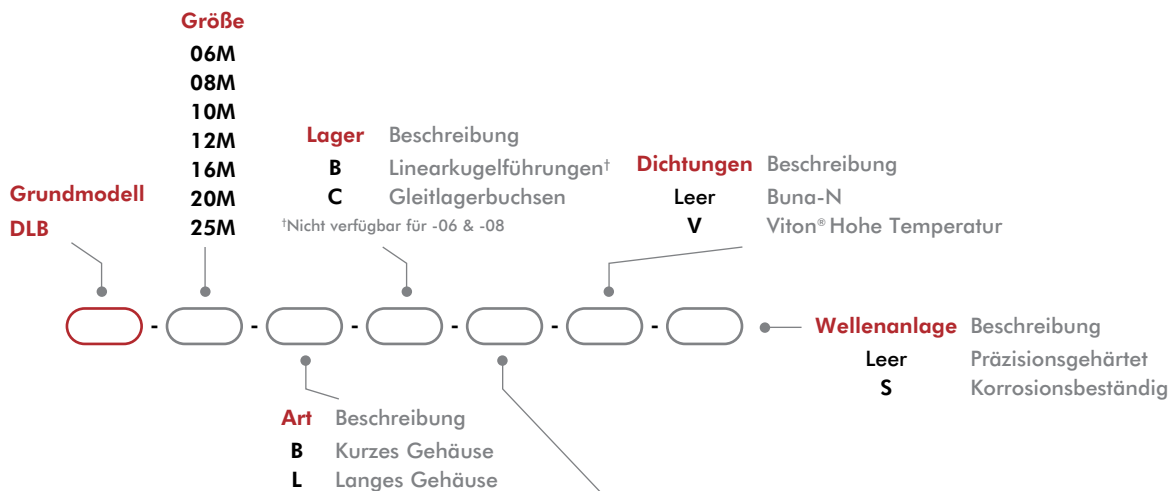 Größe
06M
08M
10M
12M
16M
20M
25M
Grundmodell
DLB
Lager Beschreibung
B Linearkugelführungen†
C Gleitlagerbuchsen
†Nicht verfügbar für -06 & -08
Dichtungen Beschreibung
Leer Buna-N
V Viton® Hohe Temperatur
- - - - - -
Wellenanlage Beschreibung
Leer Präzisionsgehärtet
S Korrosionsbeständig
Art Beschreibung
B Kurzes Gehäuse
L Langes Gehäuse